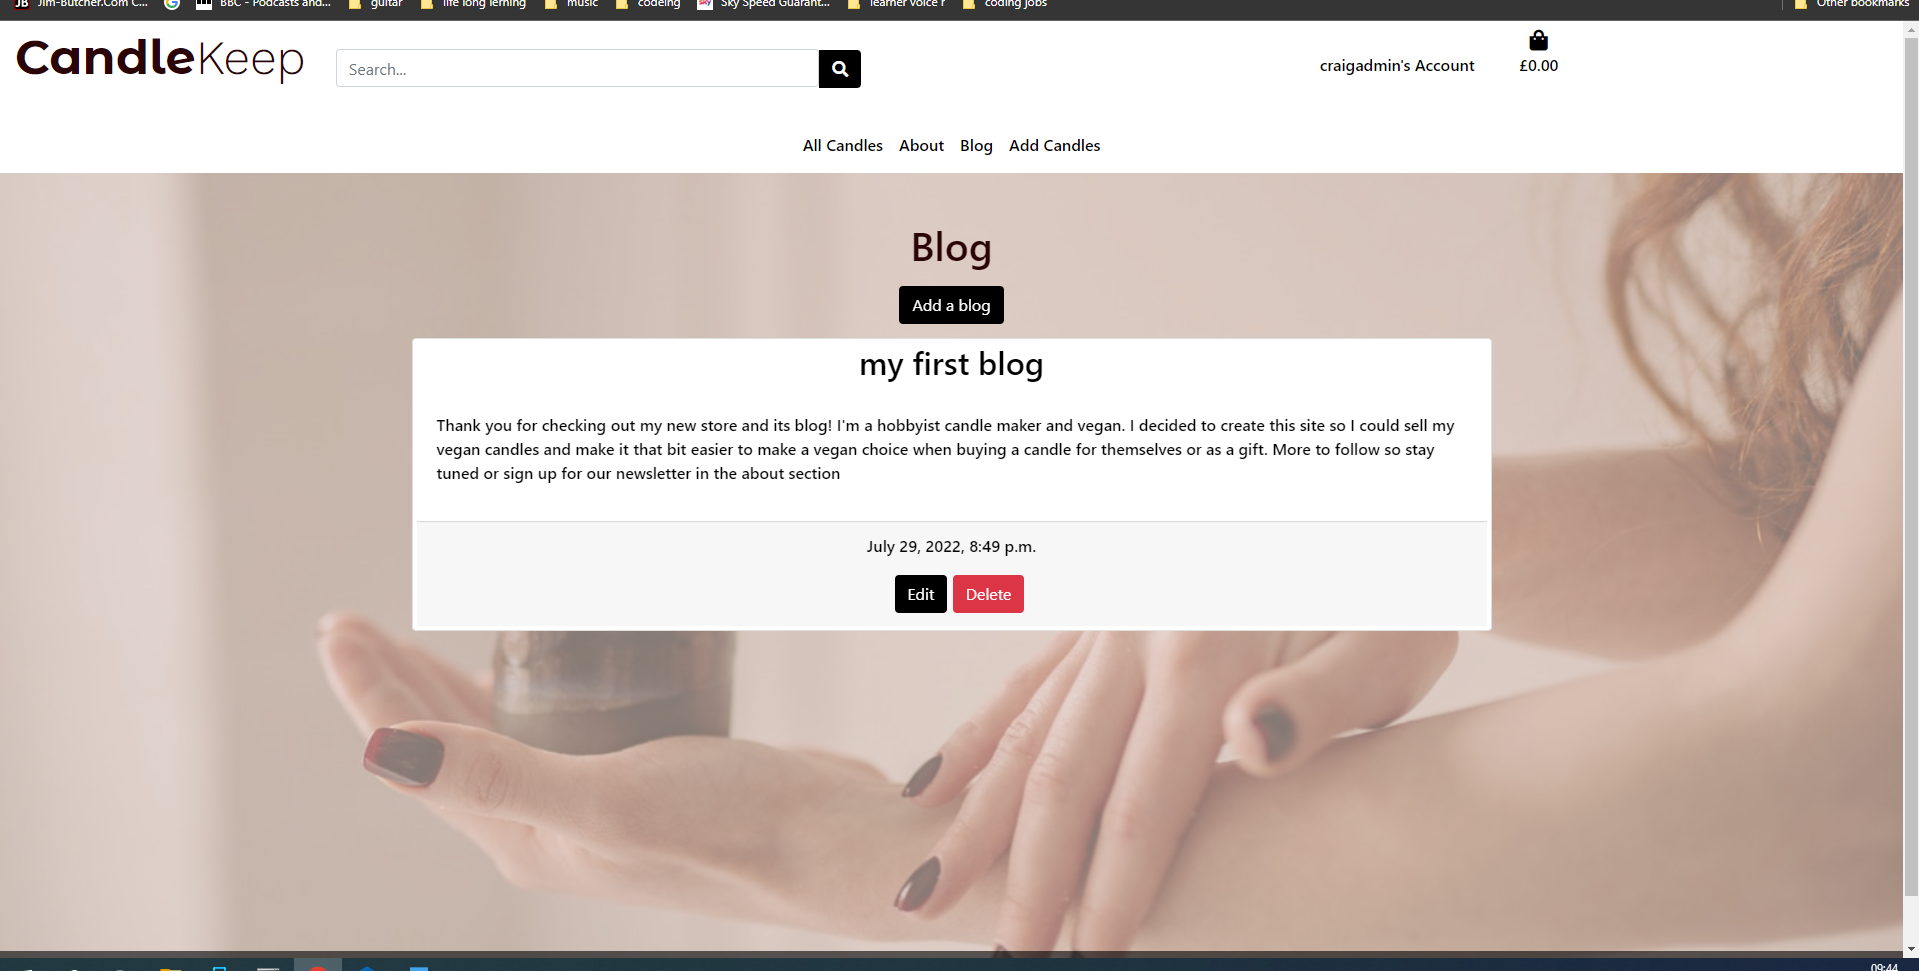 Jim-Butcher.Com C...
BBC - Podcasts and...
guitar
life long lerning
music
codeing
Sky Speed Guarant...
learner voice r
coding jobs
Other bookmarks
CandleKeep
Search...
craigadmin's Account
£0.00
All Candles
About
Blog
Add Candles
Blog
Add a blog
my first blog
Thank you for checking out my new store and its blog! I'm a hobbyist candle maker and vegan. I decided to create this site so I could sell my
vegan candles and make it that bit easier to make a vegan choice when buying a candle for themselves or as a gift. More to follow so stay
tuned or sign up for our newsletter in the about section
July 29, 2022, 8:49 p.m.
Edit
Delete
09:44